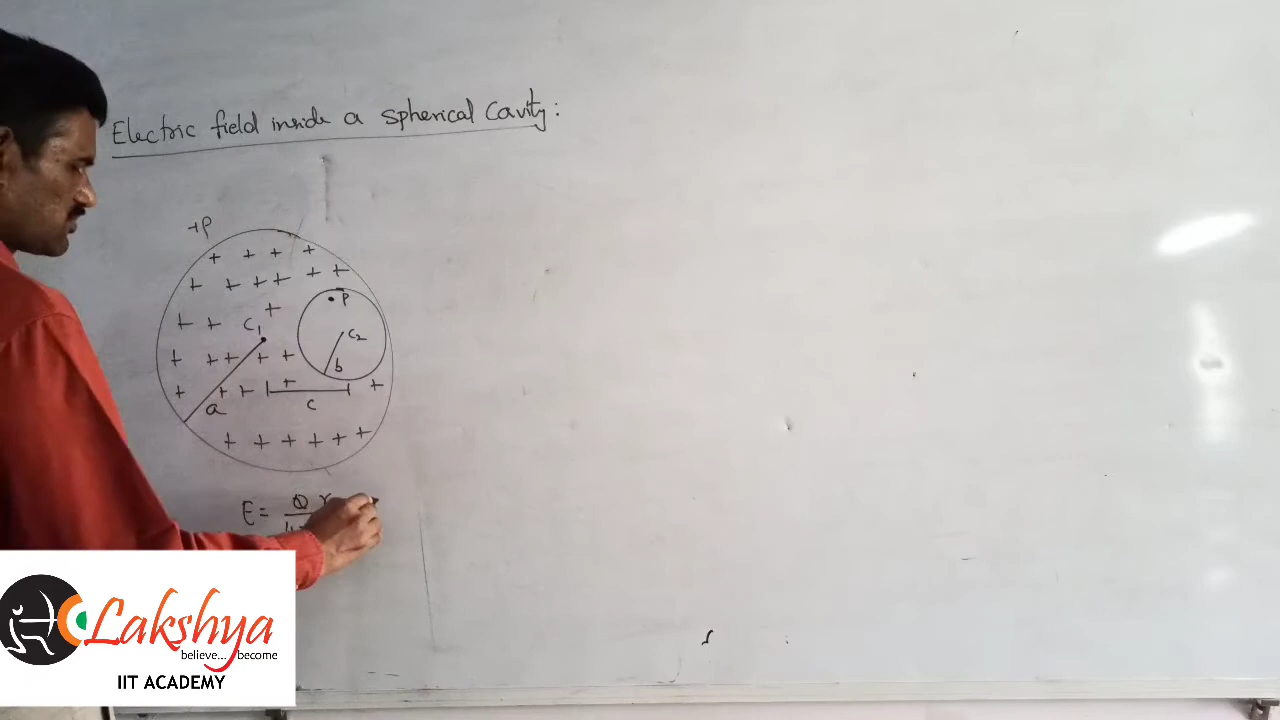 Electric field inside a spherical Cavity:
+ρ
+ + + +
+ + + + + +
+ + +
C₁
P
C₂
+ + + + + +
b
+ + + + +
a
c
+ + + + + +
E = Q r
Lakshya
believe... become
IIT ACADEMY